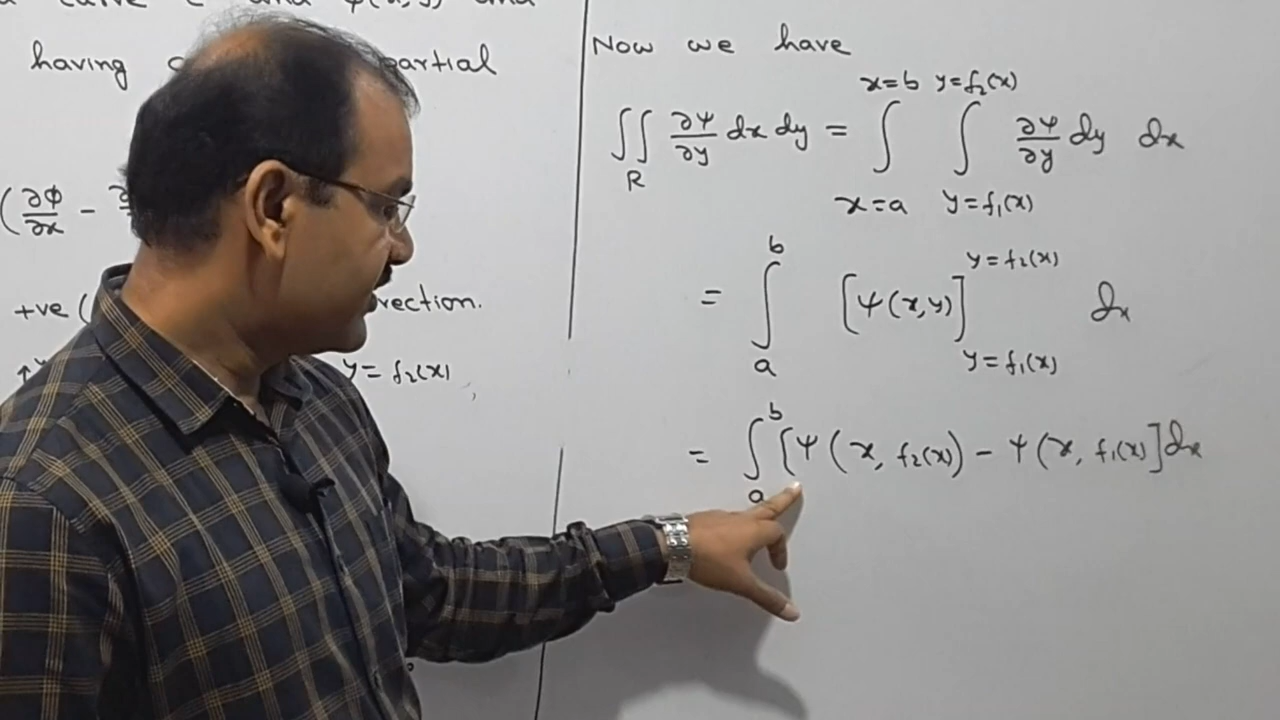 having partial
(∂Φ/∂x -
+ve ( rection.
y = f₂(x)
Now we have
∬_R ∂Ψ/∂y dx dy = ∫_{x=a}^{x=b} ∫_{y=f₁(x)}^{y=f₂(x)} ∂Ψ/∂y dy dx
= ∫_a^b [Ψ(x,y)]_{y=f₁(x)}^{y=f₂(x)} dx
= ∫_a^b [Ψ(x, f₂(x)) - Ψ(x, f₁(x)] dx